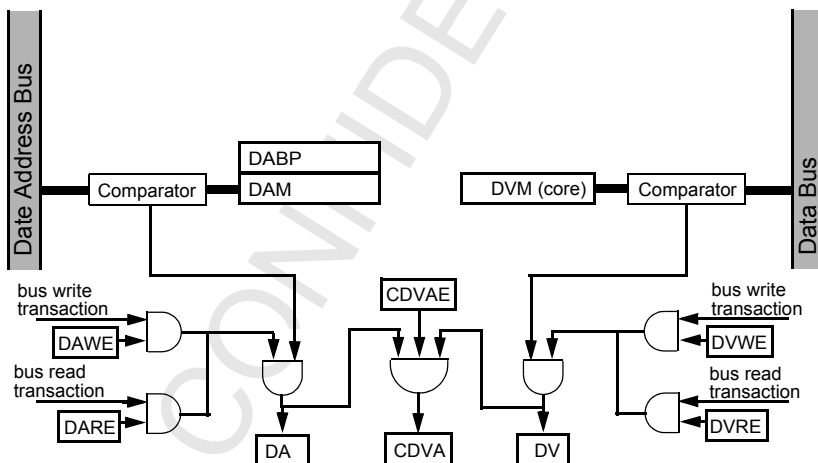 Date Address Bus
Data Bus
DABP
Comparator
DAM
DVM (core)
Comparator
CDVAE
bus write
transaction
DAWE
bus read
transaction
DARE
bus write
transaction
DVWE
bus read
transaction
DVRE
DA
CDVA
DV